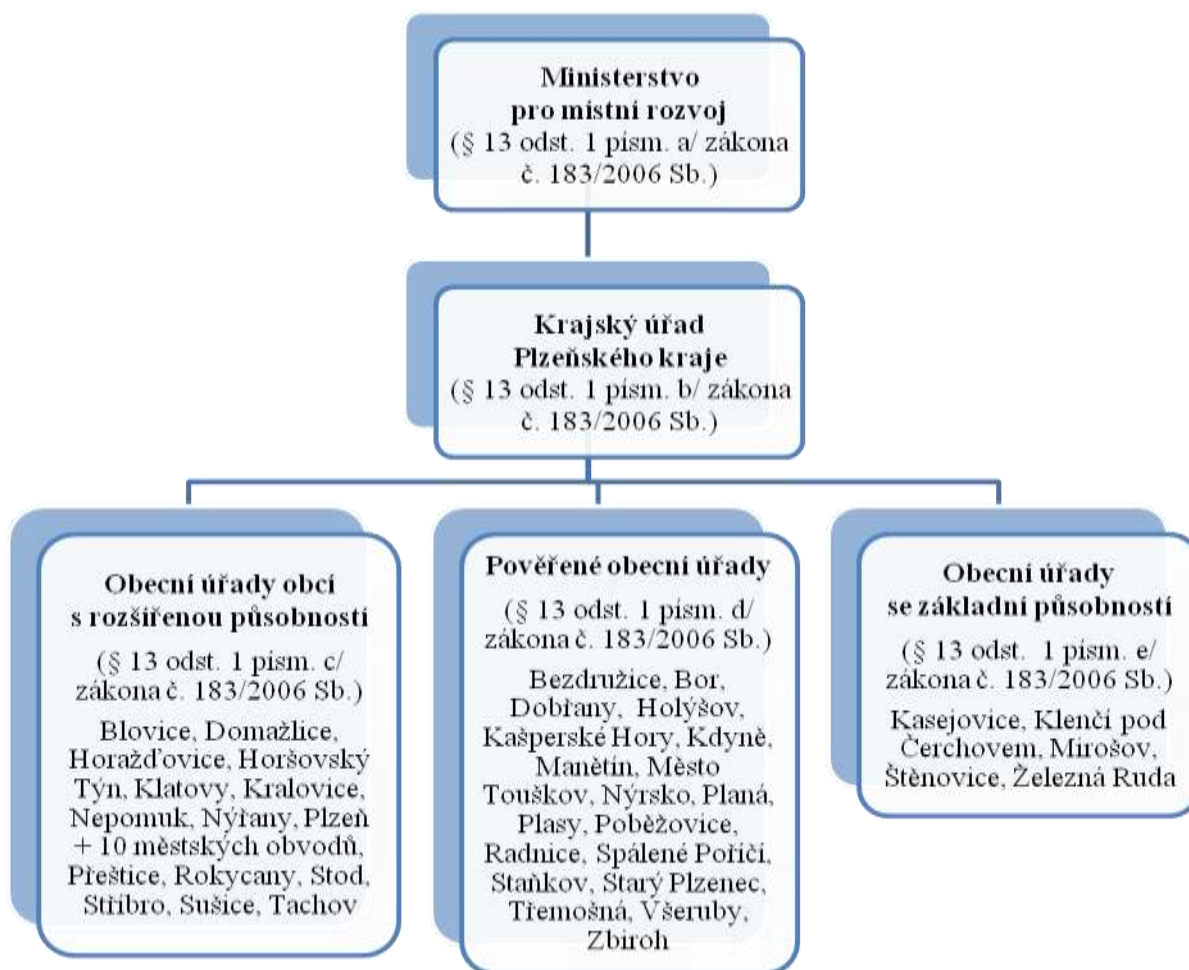 Ministerstvo
pro místní rozvoj
(§ 13 odst. 1 písm. a/ zákona
č. 183/2006 Sb.)
Krajský úřad
Plzeňského kraje
(§ 13 odst. 1 písm. b/ zákona
č. 183/2006 Sb.)
Obecní úřady obcí
s rozšířenou působností
(§ 13 odst. 1 písm. c/
zákona č. 183/2006 Sb.)
Blovice, Domažlice,
Horažďovice, Horšovský
Týn, Klatovy, Kralovice,
Nepomuk, Nýřany, Plzeň
+ 10 městských obvodů,
Přeštice, Rokycany, Stod,
Stříbro, Sušice, Tachov
Pověřené obecní úřady
(§ 13 odst. 1 písm. d/
zákona č. 183/2006 Sb.)
Bezdružice, Bor,
Dobřany, Holýšov,
Kašperské Hory, Kdyně,
Manětín, Město
Touškov, Nýrsko, Planá,
Plasy, Poběžovice,
Radnice, Spálené Poříčí,
Staňkov, Starý Plzenec,
Třemošná, Všeruby,
Zbiroh
Obecní úřady
se základní působností
(§ 13 odst. 1 písm. e/
zákona č. 183/2006 Sb.)
Kasejovice, Klenčí pod
Čerchovem, Mirošov,
Štěnovice, Železná Ruda